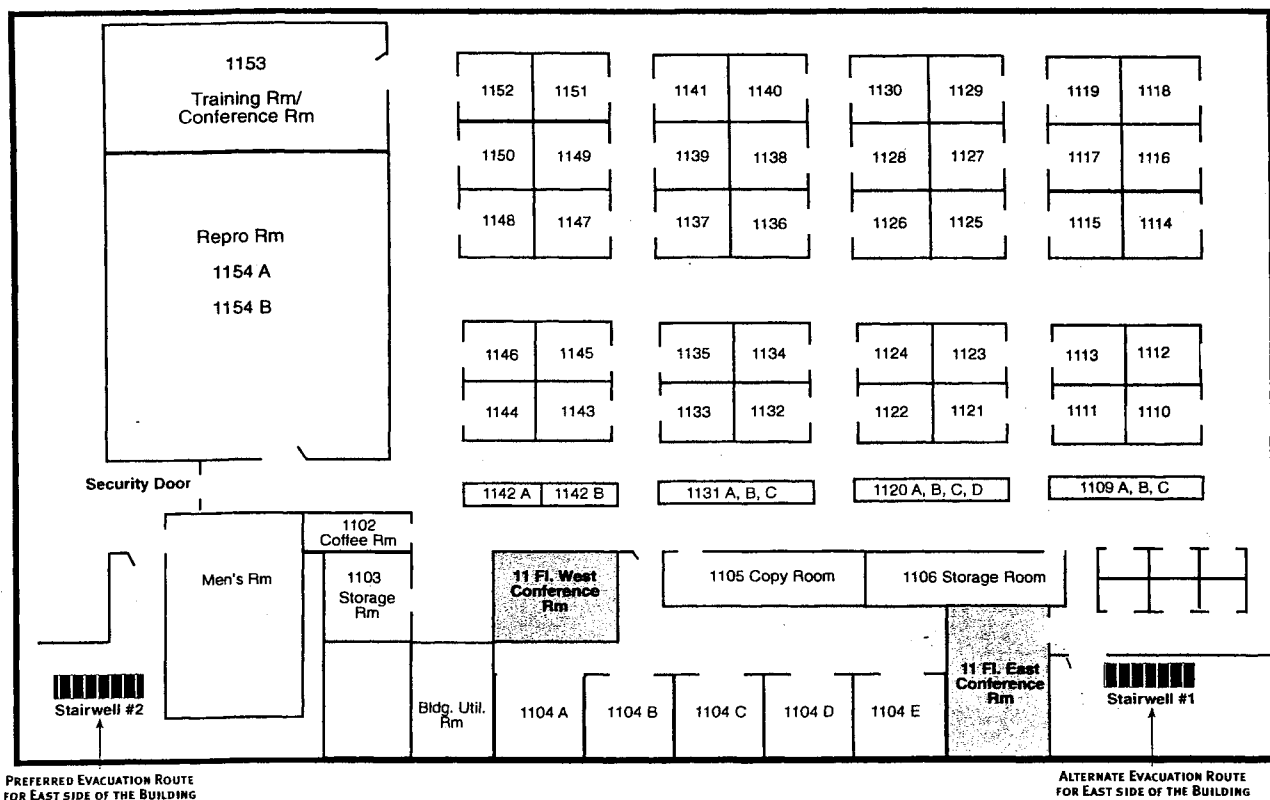 1153
Training Rm/
Conference Rm
1152 1151
1141 1140
1130 1129
1119 1118
1150 1149
1139 1138
1128 1127
1117 1116
1148 1147
1137 1136
1126 1125
1115 1114
Repro Rm
1154 A
1154 B
1146 1145
1135 1134
1124 1123
1113 1112
1144 1143
1133 1132
1122 1121
1111 1110
Security Door
1142 A 1142 B
1131 A, B, C
1120 A, B, C, D
1109 A, B, C
1102
Coffee Rm
Men's Rm
1103
Storage
Rm
11 Fl. West
Conference
Rm
1105 Copy Room
1106 Storage Room
11 Fl. East
Conference
Rm
Stairwell #2
Bldg. Util.
Rm
1104 A
1104 B
1104 C
1104 D
1104 E
Stairwell #1
PREFERRED EVACUATION ROUTE
FOR EAST SIDE OF THE BUILDING
ALTERNATE EVACUATION ROUTE
FOR EAST SIDE OF THE BUILDING